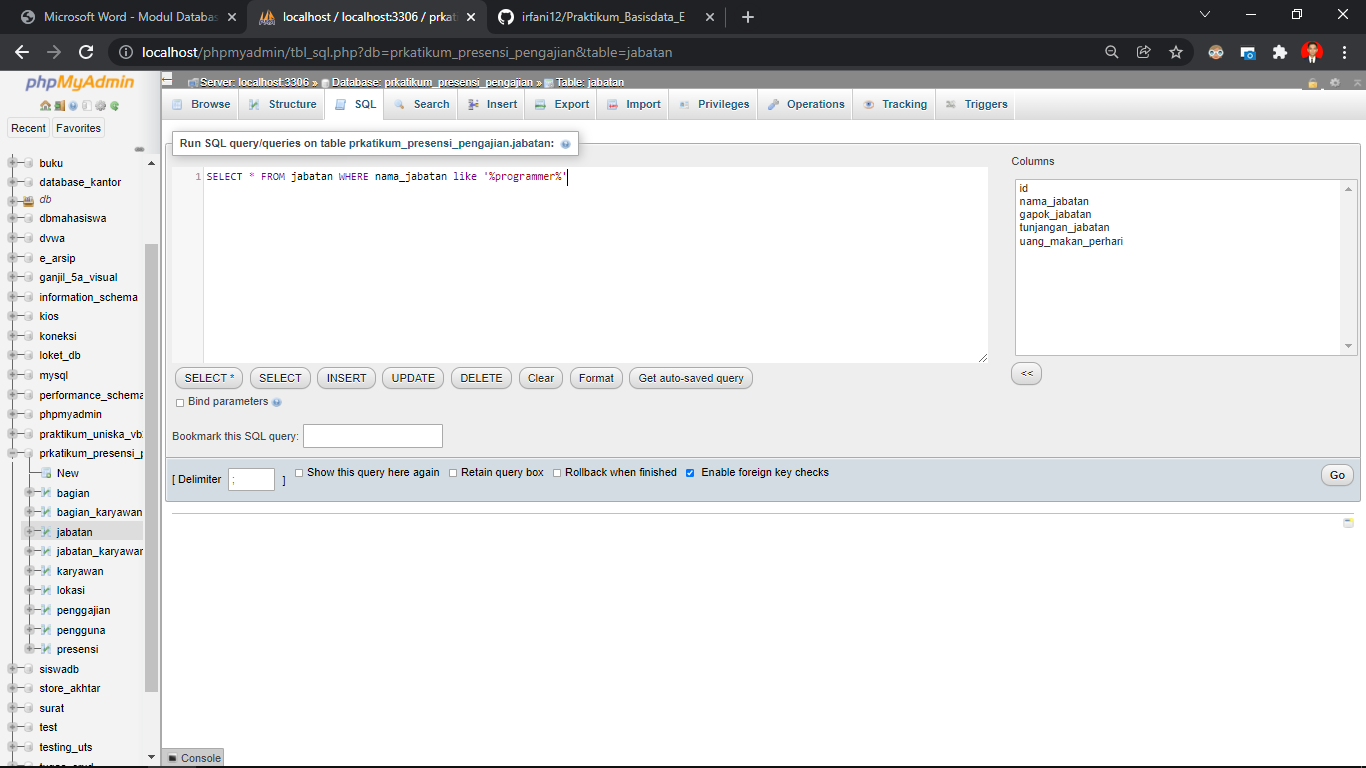 Microsoft Word - Modul Databas
localhost / localhost:3306 / prkati
irfani12/Praktikum_Basisdata_E
localhost/phpmyadmin/tbl_sql.php?db=prkatikum_presensi_pengajian&table=jabatan
phpMyAdmin
Recent
Favorites
buku
database_kantor
db
dbmahasiswa
dvwa
e_arsip
ganjil_5a_visual
information_schema
kios
koneksi
loket_db
mysql
performance_schema
phpmyadmin
praktikum_uniska_vb
prkatikum_presensi_p
New
bagian
bagian_karyawan
jabatan
jabatan_karyawan
karyawan
lokasi
penggajian
pengguna
presensi
siswadb
store_akhtar
surat
test
testing_uts
Server: localhost:3306 » Database: prkatikum_presensi_pengajian » Table: jabatan
Browse
Structure
SQL
Search
Insert
Export
Import
Privileges
Operations
Tracking
Triggers
Run SQL query/queries on table prkatikum_presensi_pengajian.jabatan:
1 SELECT * FROM jabatan WHERE nama_jabatan like '%programmer%'
Columns
id
nama_jabatan
gapok_jabatan
tunjangan_jabatan
uang_makan_perhari
<<
SELECT *
SELECT
INSERT
UPDATE
DELETE
Clear
Format
Get auto-saved query
Bind parameters
Bookmark this SQL query:
[ Delimiter ; ]
Show this query here again
Retain query box
Rollback when finished
Enable foreign key checks
Go
Console